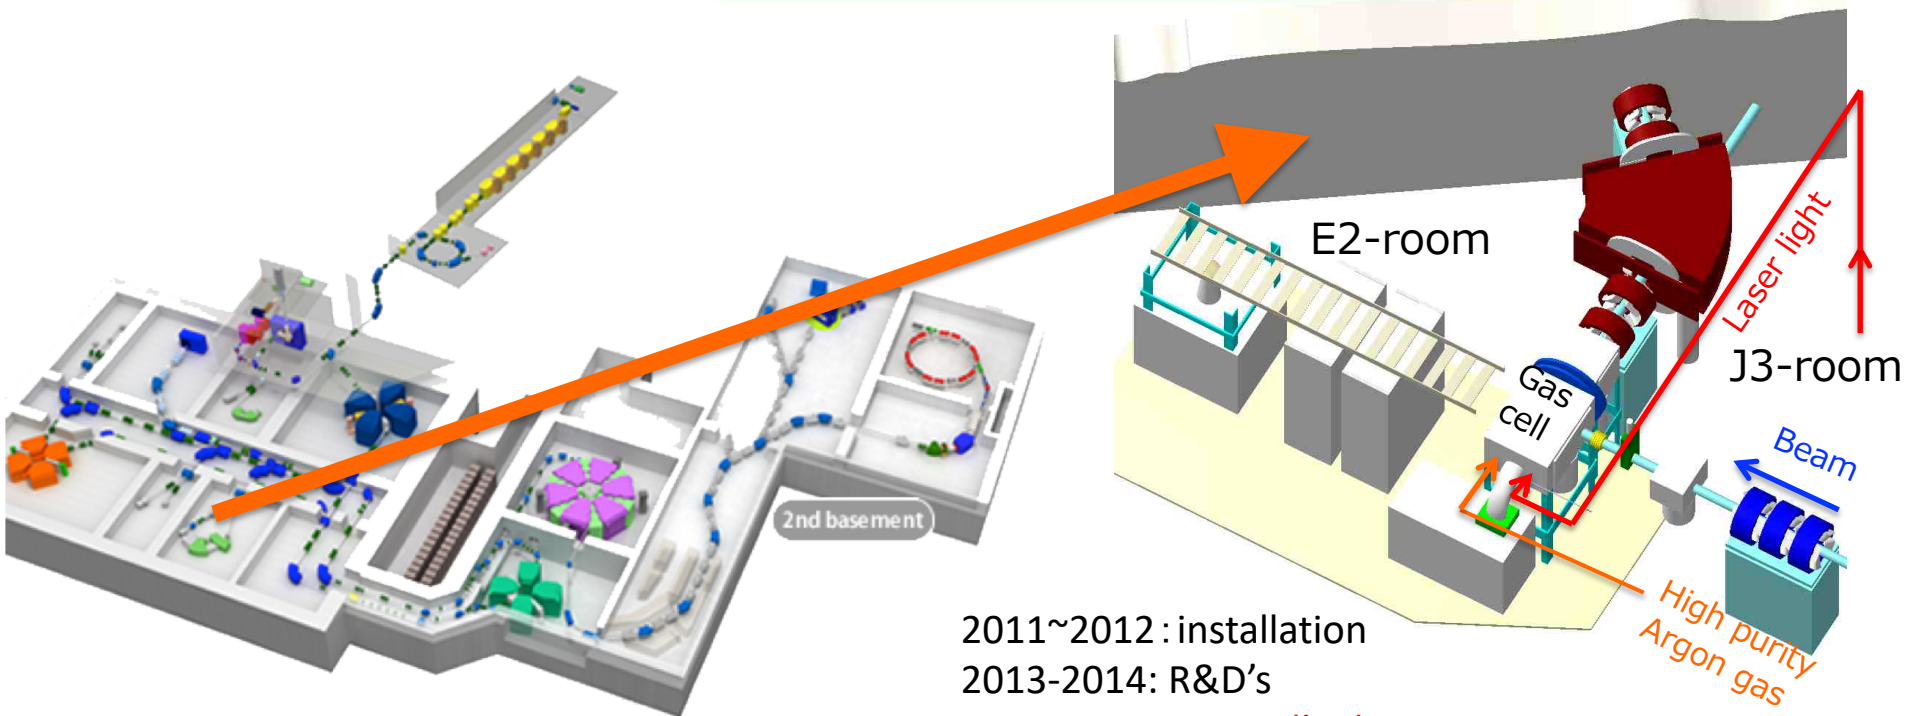 E2-room
Laser light
J3-room
Gas
cell
Beam
2nd basement
High purity
Argon gas
2011~2012：installation
2013-2014: R&D's